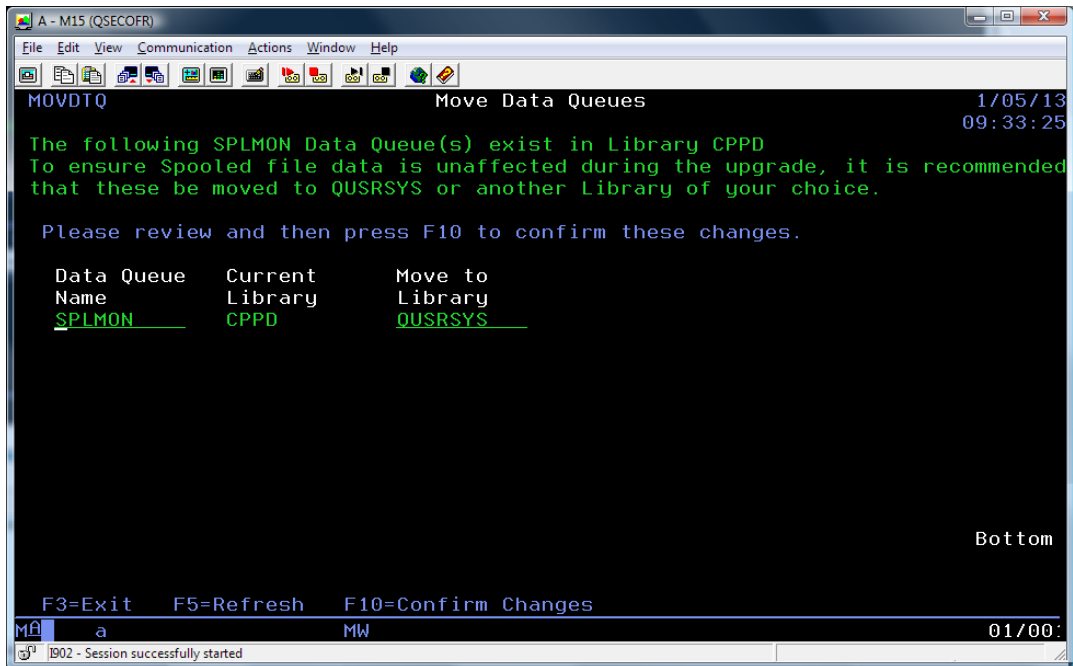 A - M15 (QSECOFR)
File Edit View Communication Actions Window Help
MOVDTQ Move Data Queues 1/05/13
09:33:25
The following SPLMON Data Queue(s) exist in Library CPPD
To ensure Spooled file data is unaffected during the upgrade, it is recommended
that these be moved to QUSRSYS or another Library of your choice.
Please review and then press F10 to confirm these changes.
Data Queue Current Move to
Name Library Library
SPLMON CPPD QUSRSYS
Bottom
F3=Exit F5=Refresh F10=Confirm Changes
MA a MW 01/00
I902 - Session successfully started